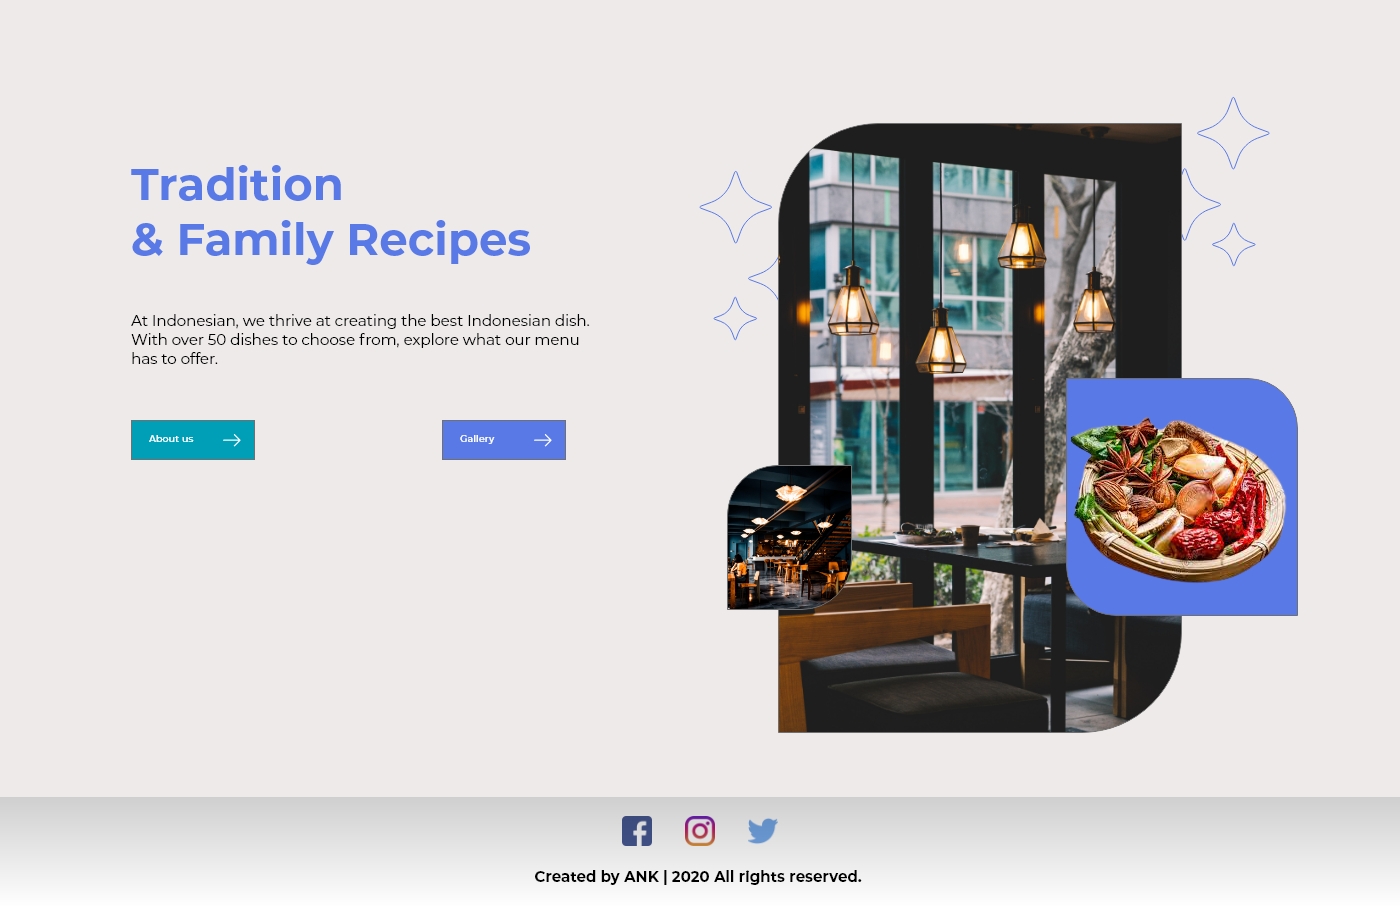 Tradition
& Family Recipes
At Indonesian, we thrive at creating the best Indonesian dish.
With over 50 dishes to choose from, explore what our menu
has to offer.
About us
Gallery
Created by ANK | 2020 All rights reserved.